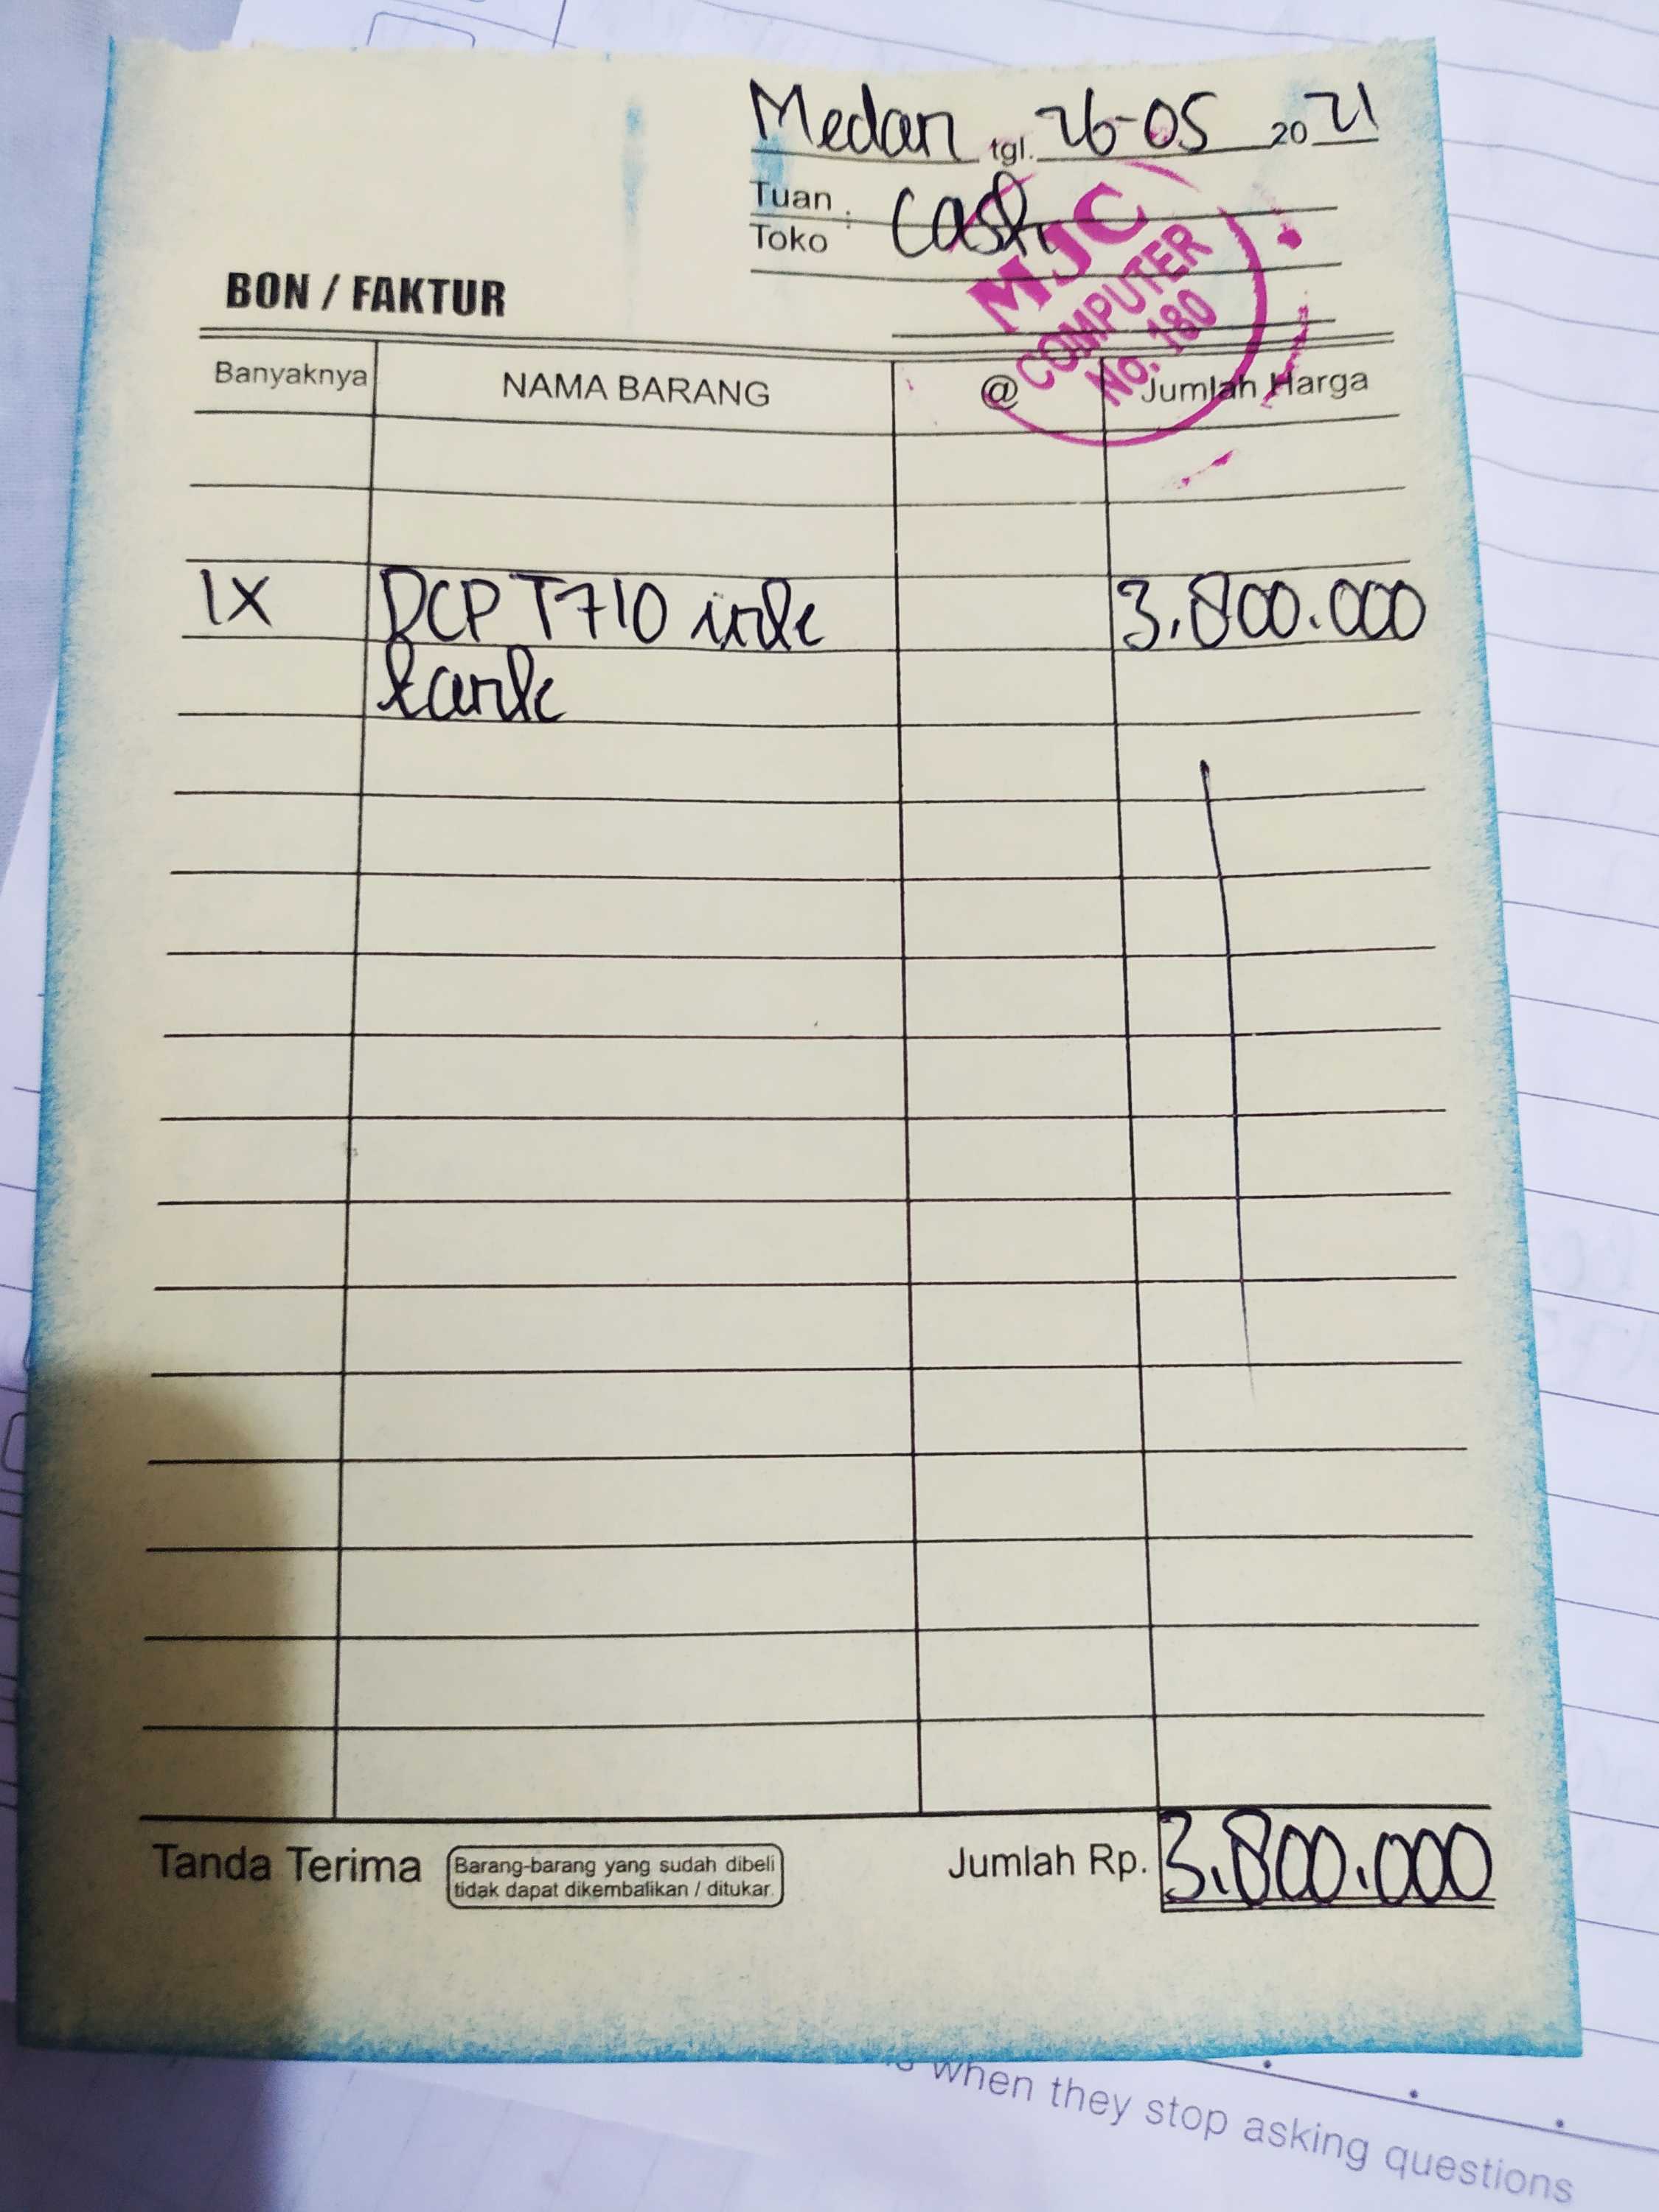 Medan tgl. 26-05 2021
Tuan
Toko : Cash
MJC
COMPUTER
No. 180
BON / FAKTUR
Banyaknya NAMA BARANG @ Jumlah Harga
1X DCP T710 ink 3.800.000
tank
Tanda Terima
Barang-barang yang sudah dibeli
tidak dapat dikembalikan / ditukar.
Jumlah Rp. 3.800.000
when they stop asking questions